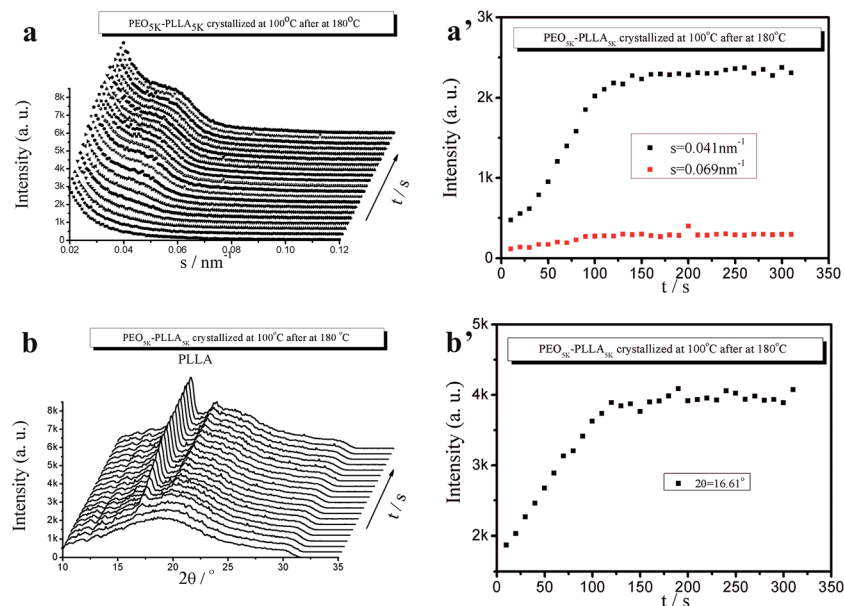 a
PEO5K-PLLA5K crystallized at 100°C after at 180°C
Intensity (a. u.)
8k
7k
6k
5k
4k
3k
2k
1k
0
0.02 0.04 0.06 0.08 0.10 0.12
s / nm-1
t / s
a’
PEO5K-PLLA5K crystallized at 100°C after at 180°C
Intensity (a. u.)
3k
2k
1k
0
s=0.041nm-1
s=0.069nm-1
0 50 100 150 200 250 300 350
t / s
b
PEO5K-PLLA5K crystallized at 100°C after at 180 °C
PLLA
Intensity (a. u.)
8k
7k
6k
5k
4k
3k
2k
1k
0
10 15 20 25 30 35
2θ / °
t / s
b’
PEO5K-PLLA5K crystallized at 100°C after at 180°C
Intensity (a. u.)
5k
4k
3k
2k
2θ=16.61°
0 50 100 150 200 250 300 350
t / s